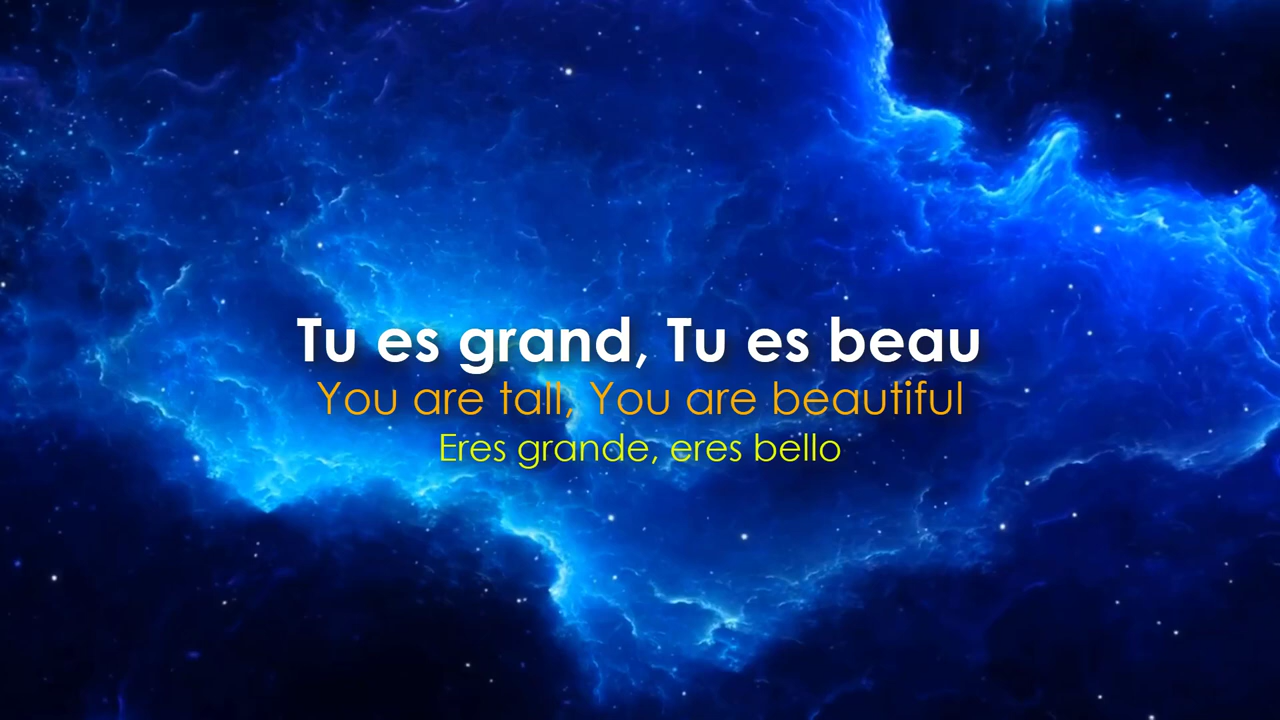 Tu es grand, Tu es beau
You are tall, You are beautiful
Eres grande, eres bello